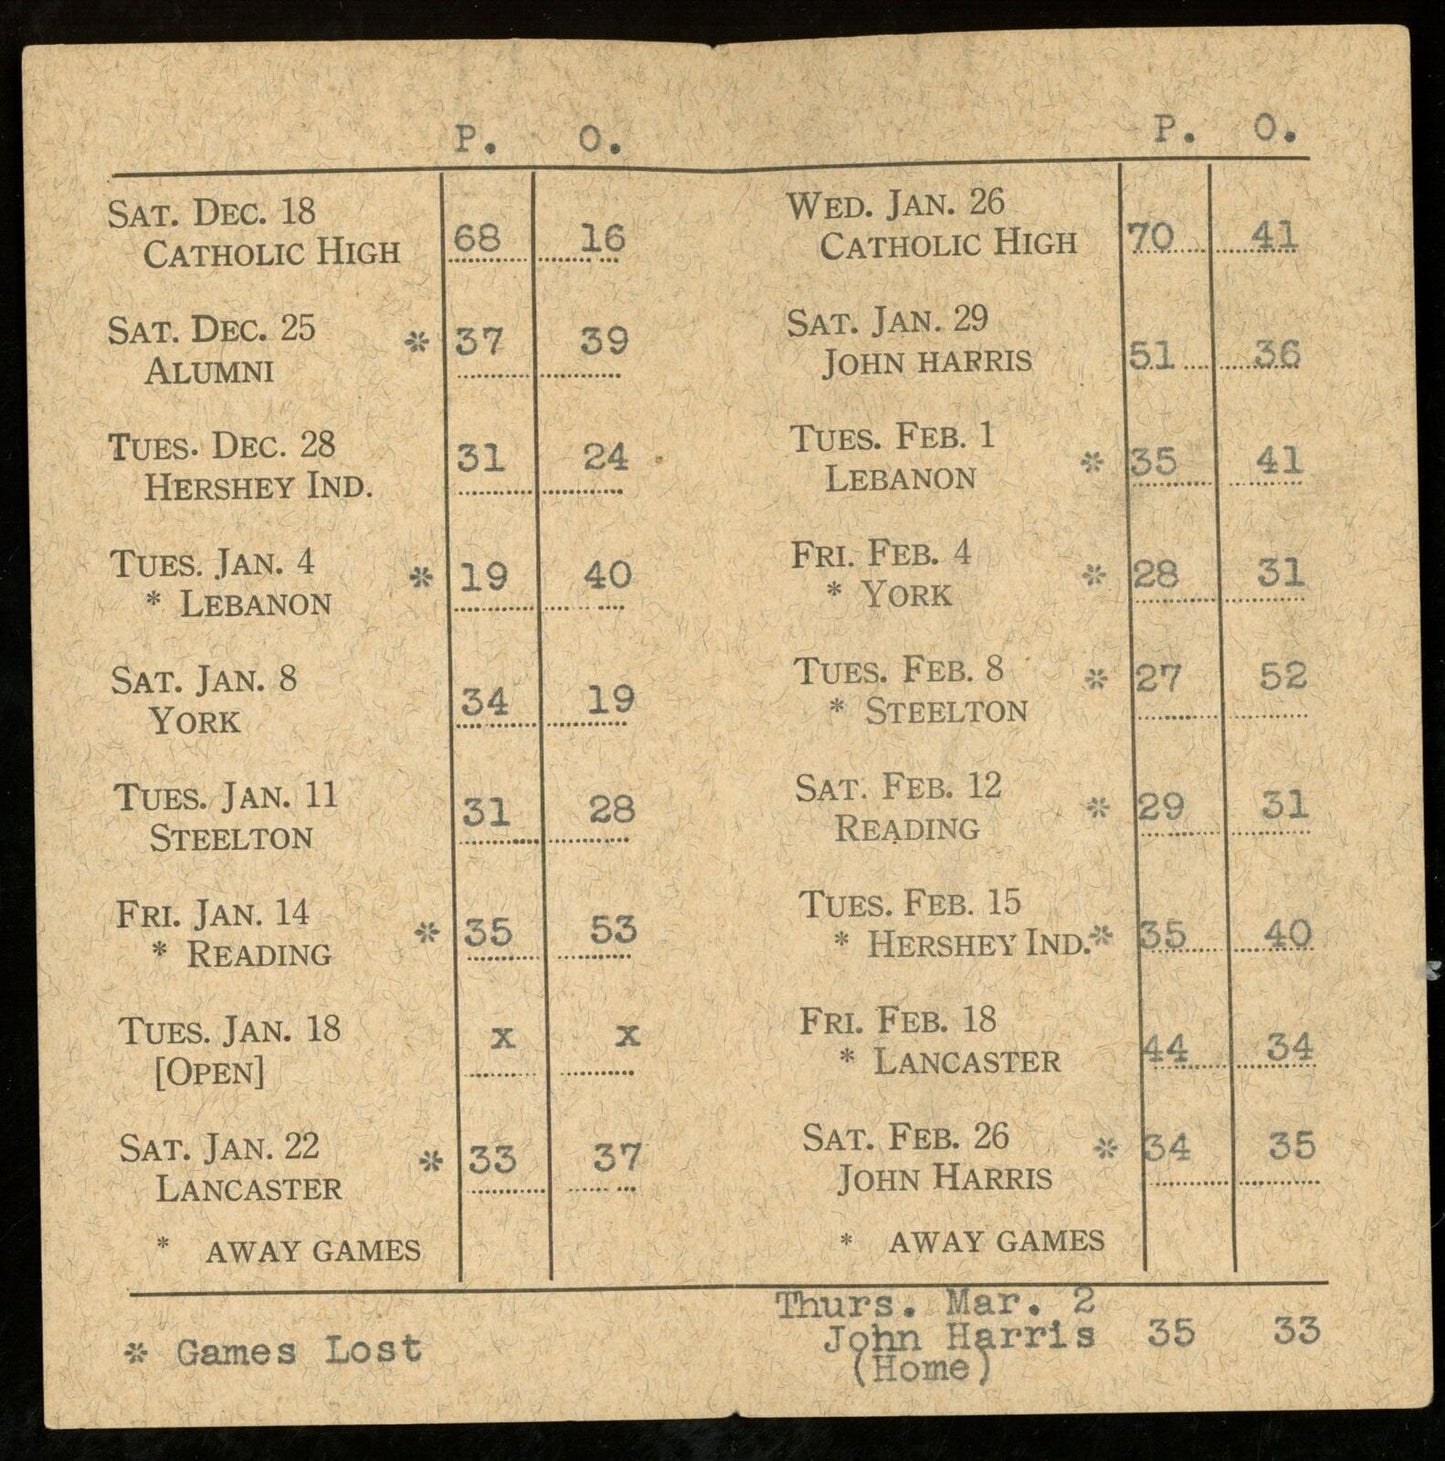 P. O.
SAT. DEC. 18
CATHOLIC HIGH 68 16
SAT. DEC. 25
ALUMNI * 37 39
TUES. DEC. 28
HERSHEY IND. 31 24
TUES. JAN. 4
* LEBANON * 19 40
SAT. JAN. 8
YORK 34 19
TUES. JAN. 11
STEELTON 31 28
FRI. JAN. 14
* READING * 35 53
TUES. JAN. 18
[OPEN] x x
SAT. JAN. 22
LANCASTER * 33 37
* AWAY GAMES
* Games Lost
P. O.
WED. JAN. 26
CATHOLIC HIGH 70 41
SAT. JAN. 29
JOHN HARRIS 51 36
TUES. FEB. 1
LEBANON * 35 41
FRI. FEB. 4
* YORK * 28 31
TUES. FEB. 8
* STEELTON * 27 52
SAT. FEB. 12
READING * 29 31
TUES. FEB. 15
* HERSHEY IND. * 35 40
FRI. FEB. 18
* LANCASTER 44 34
SAT. FEB. 26
JOHN HARRIS * 34 35
* AWAY GAMES
Thurs. Mar. 2
John Harris 35 33
(Home)